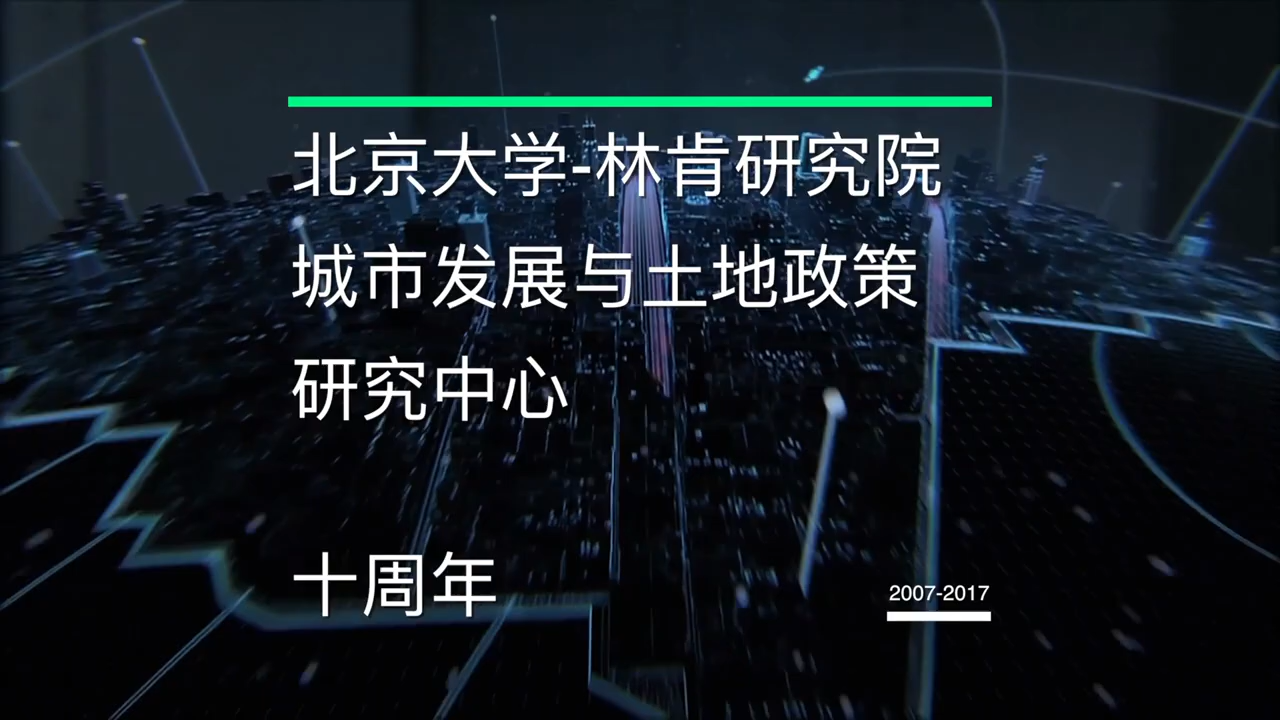 北京大学-林肯研究院
城市发展与土地政策
研究中心
十周年
2007-2017